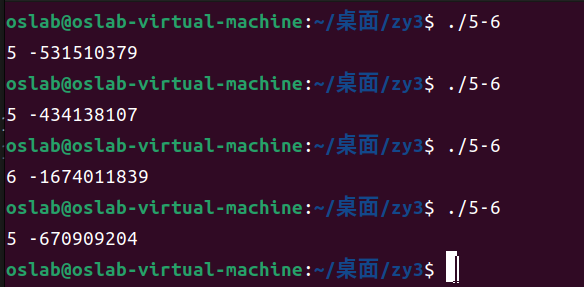 oslab@oslab-virtual-machine:~/桌面/zy3$ ./5-6
5 -531510379
oslab@oslab-virtual-machine:~/桌面/zy3$ ./5-6
5 -434138107
oslab@oslab-virtual-machine:~/桌面/zy3$ ./5-6
6 -1674011839
oslab@oslab-virtual-machine:~/桌面/zy3$ ./5-6
5 -670909204
oslab@oslab-virtual-machine:~/桌面/zy3$